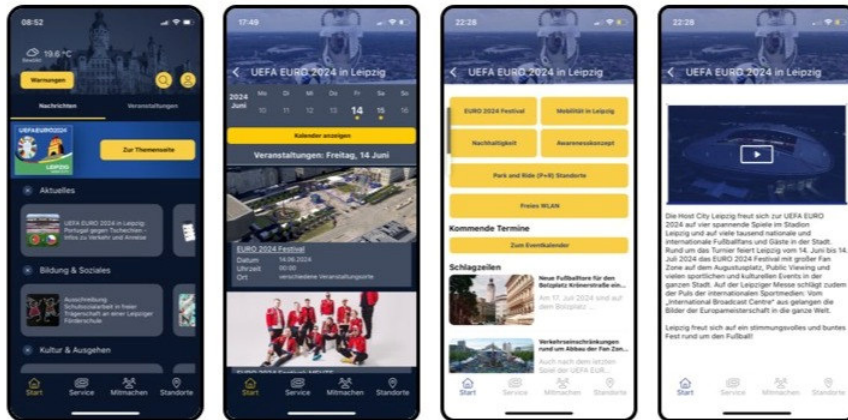 08:52
19.6 °C
Bewölkt
Warnungen
Nachrichten
Veranstaltungen
UEFA EURO2024
LEIPZIG
Zur Themenseite
Aktuelles
UEFA EURO 2024 in Leipzig:
Portugal gegen Tschechien -
Infos zu Verkehr und Anreise
Bildung & Soziales
Ausschreibung
Schulsozialarbeit in freier
Trägerschaft an einer Leipziger
Förderschule
Kultur & Ausgehen
Start
Service
Mitmachen
Standorte
17:49
UEFA EURO 2024 in Leipzig
2024
Juni
Mo Di Mi Do Fr Sa So
10 11 12 13 14 15 16
Kalender anzeigen
Veranstaltungen: Freitag, 14 Juni
EURO 2024 Festival
Datum 14.06.2024
Uhrzeit 00:00
Ort verschiedene Veranstaltungsorte
Start
Service
Mitmachen
Standorte
22:28
UEFA EURO 2024 in Leipzig
EURO 2024 Festival
Mobilität in Leipzig
Nachhaltigkeit
Awarenesskonzept
Park and Ride (P+R) Standorte
Freies WLAN
Kommende Termine
Zum Eventkalender
Schlagzeilen
Neue Fußballtore für den
Bolzplatz Krönerstraße ein...
Am 17. Juli 2024 sind auf
dem Bolzplatz ...
Verkehrseinschränkungen
rund um Abbau der Fan Zon...
Auch nach dem letzten
Spiel der UEFA EUR...
Start
Service
Mitmachen
Standorte
22:28
UEFA EURO 2024 in Leipzig
Die Host City Leipzig freut sich zur UEFA EURO
2024 auf vier spannende Spiele im Stadion
Leipzig und auf viele tausend nationale und
internationale Fußballfans und Gäste in der Stadt.
Rund um das Turnier feiert Leipzig vom 14. Juni bis 14.
Juli 2024 das EURO 2024 Festival mit großer Fan
Zone auf dem Augustusplatz, Public Viewing und
vielen sportlichen und kulturellen Events in der
ganzen Stadt. Auf der Leipziger Messe schlägt zudem
der Puls der internationalen Sportmedien: Vom
„International Broadcast Centre“ aus gelangen die
Bilder der Europameisterschaft in die ganze Welt.
Leipzig freut sich auf ein stimmungsvolles und buntes
Fest rund um den Fußball!
Start
Service
Mitmachen
Standorte